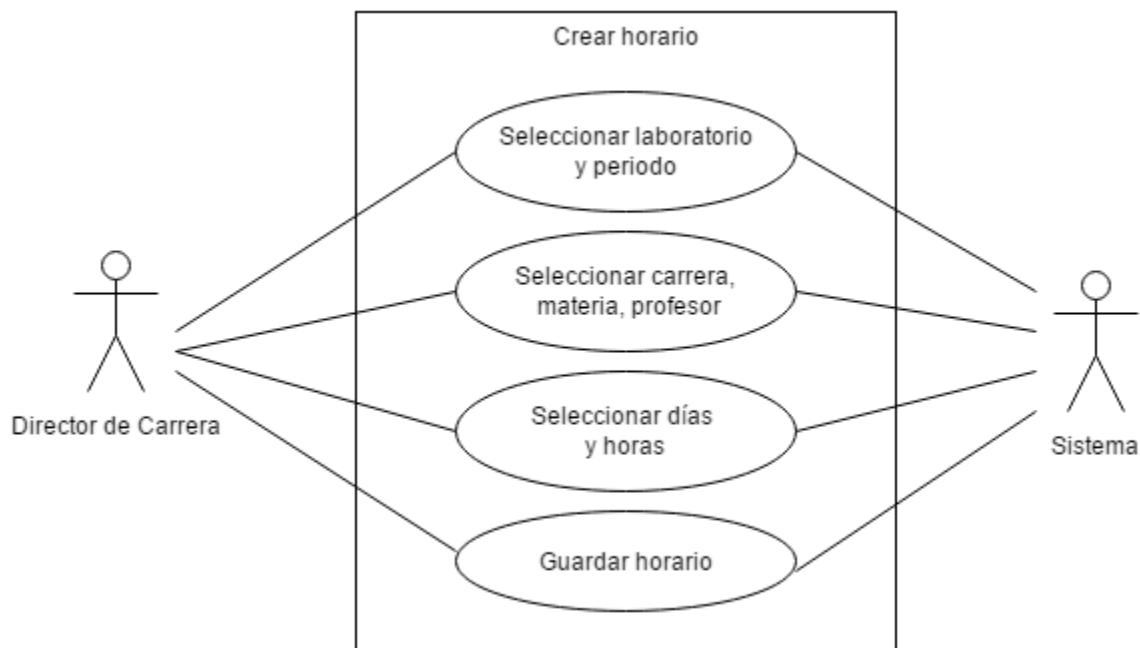 Crear horario
Seleccionar laboratorio
y periodo
Seleccionar carrera,
materia, profesor
Seleccionar días
y horas
Guardar horario
Director de Carrera
Sistema